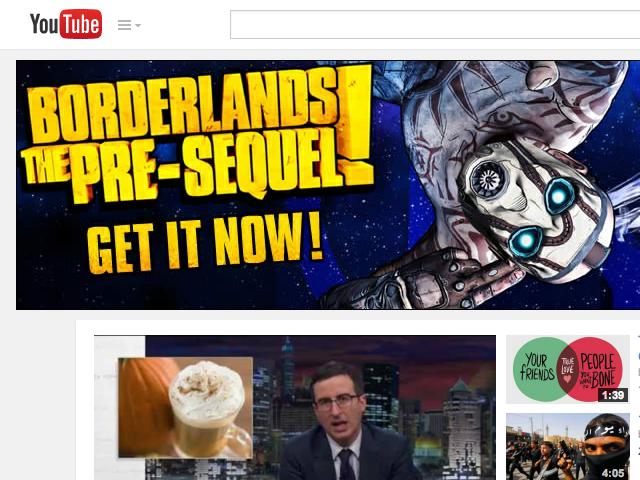 YouTube
BORDERLANDS
THE PRE-SEQUEL!
GET IT NOW!
YOUR
FRIENDS
TRUE
LOVE
PEOPLE
YOU WANT TO
BONE
1:39
4:05